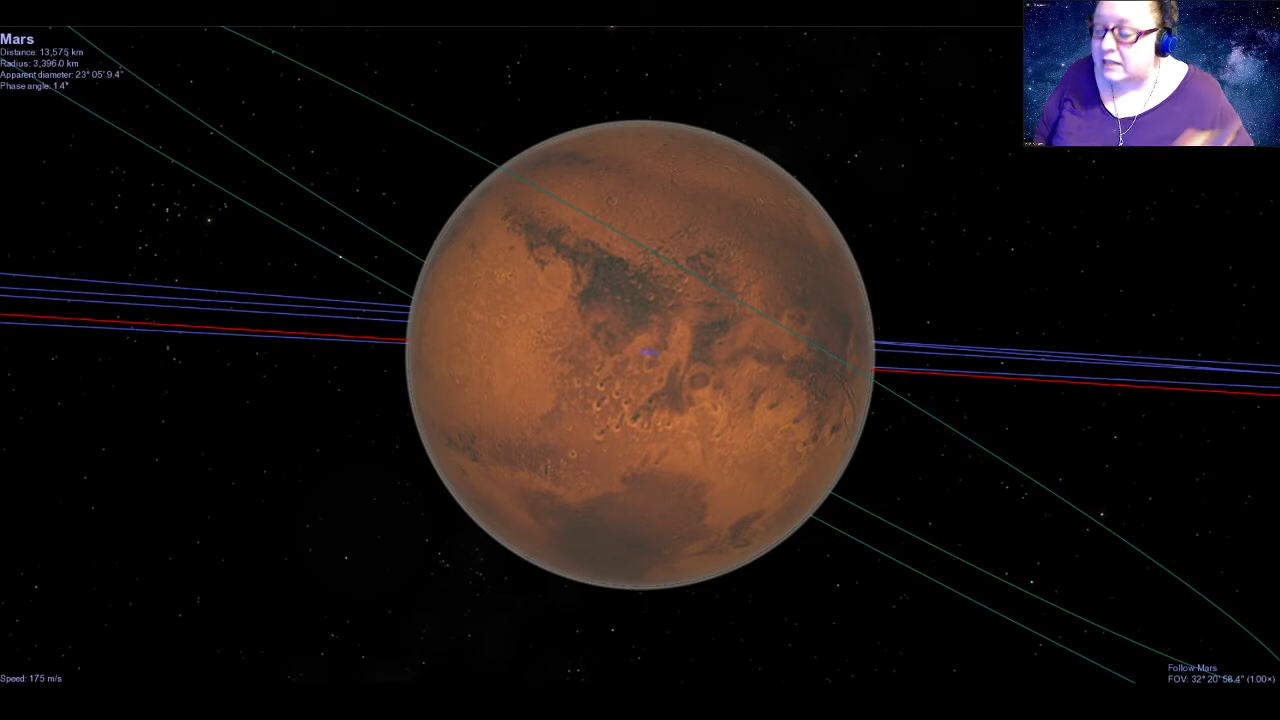 Mars
Distance: 13,575 km
Radius: 3,396.0 km
Apparent diameter: 23° 05' 9.4"
Phase angle: 1.4°
Speed: 175 m/s
Follow Mars
FOV: 32° 20' 58.4" (1.00×)